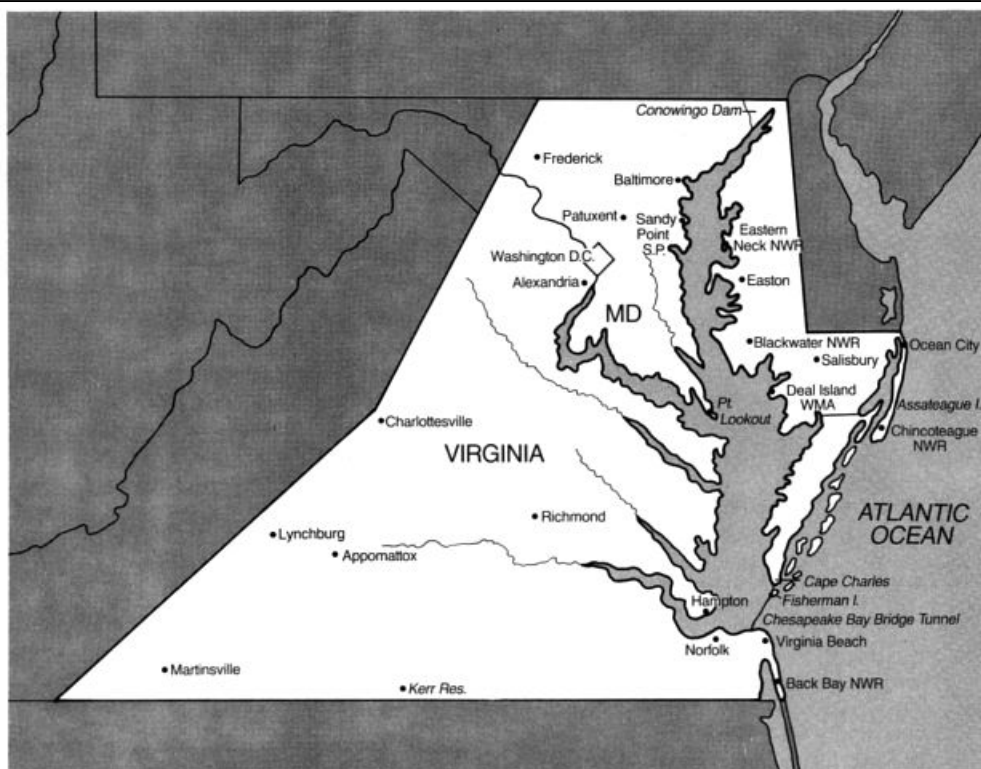 Conowingo Dam
Frederick
Baltimore
Patuxent
Sandy
Point
S.P.
Eastern
Neck NWR
Washington D.C.
Alexandria
Easton
MD
Blackwater NWR
Ocean City
Salisbury
Deal Island
WMA
Assateague I.
Pt.
Lookout
Charlottesville
Chincoteague
NWR
VIRGINIA
ATLANTIC
OCEAN
Richmond
Lynchburg
Appomattox
Cape Charles
Hampton
Fisherman I.
Chesapeake Bay Bridge Tunnel
Norfolk
Virginia Beach
Martinsville
Kerr Res.
Back Bay NWR